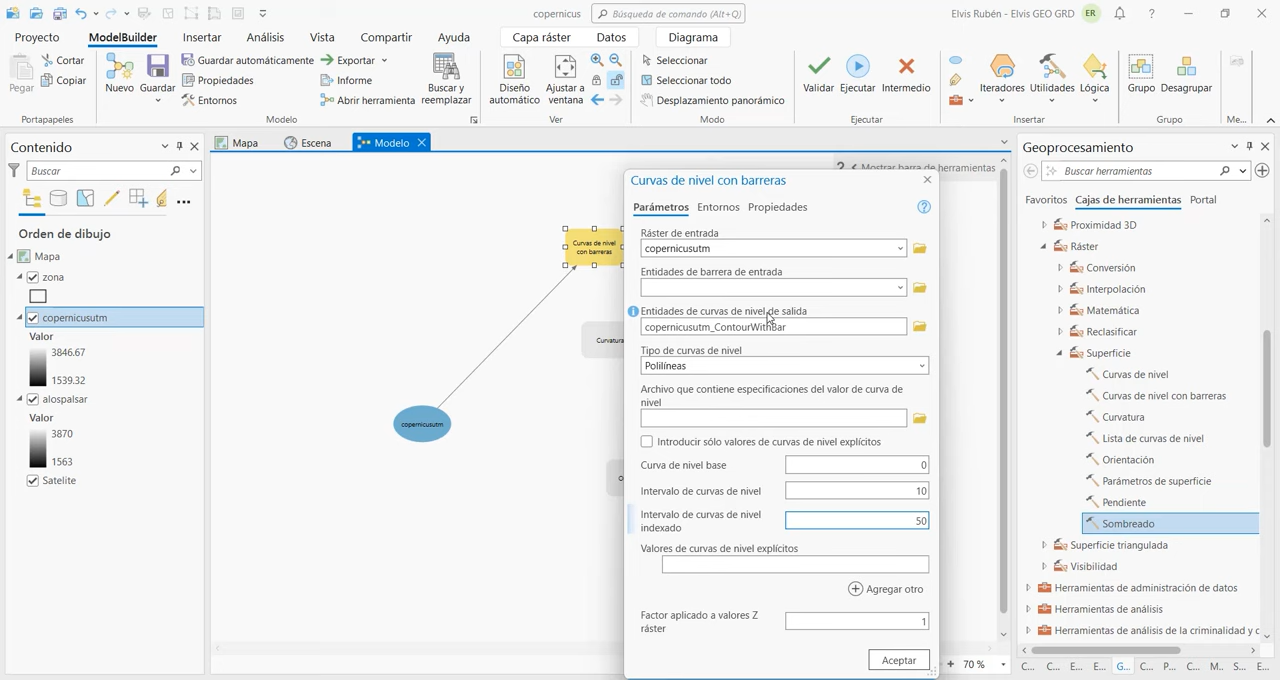 copernicus
Búsqueda de comando (Alt+Q)
Elvis Rubén - Elvis GEO GRD
ER
?
Proyecto
ModelBuilder
Insertar
Análisis
Vista
Compartir
Ayuda
Capa ráster
Datos
Diagrama
Pegar
Cortar
Copiar
Portapapeles
Nuevo
Guardar
Guardar automáticamente
Propiedades
Entornos
Exportar
Informe
Abrir herramienta
Modelo
Buscar y
reemplazar
Diseño
automático
Ajustar a
ventana
Ver
Seleccionar
Seleccionar todo
Desplazamiento panorámico
Modo
Validar
Ejecutar
Intermedio
Ejecutar
Iteradores
Utilidades
Lógica
Insertar
Grupo
Desagrupar
Grupo
Me...
Contenido
Buscar
Orden de dibujo
Mapa
zona
copernicusutm
Valor
3846.67
1539.32
alospalsar
Valor
3870
1563
Satelite
Mapa
Escena
Modelo
Mostrar barra de herramientas
Curvas de nivel
con barreras
Curvatura
copernicusutm
70 %
Curvas de nivel con barreras
Parámetros
Entornos
Propiedades
?
Ráster de entrada
copernicusutm
Entidades de barrera de entrada
Entidades de curvas de nivel de salida
copernicusutm_ContourWithBar
Tipo de curvas de nivel
Polilíneas
Archivo que contiene especificaciones del valor de curva de
nivel
Introducir sólo valores de curvas de nivel explícitos
Curva de nivel base
0
Intervalo de curvas de nivel
10
Intervalo de curvas de nivel
indexado
50
Valores de curvas de nivel explícitos
Agregar otro
Factor aplicado a valores Z
ráster
1
Aceptar
Geoprocesamiento
Buscar herramientas
Favoritos
Cajas de herramientas
Portal
Proximidad 3D
Ráster
Conversión
Interpolación
Matemática
Reclasificar
Superficie
Curvas de nivel
Curvas de nivel con barreras
Curvatura
Lista de curvas de nivel
Orientación
Parámetros de superficie
Pendiente
Sombreado
Superficie triangulada
Visibilidad
Herramientas de administración de datos
Herramientas de análisis
Herramientas de análisis de la criminalidad y c
C...
C...
E...
E...
G...
C...
P...
C...
M...
S...
E...